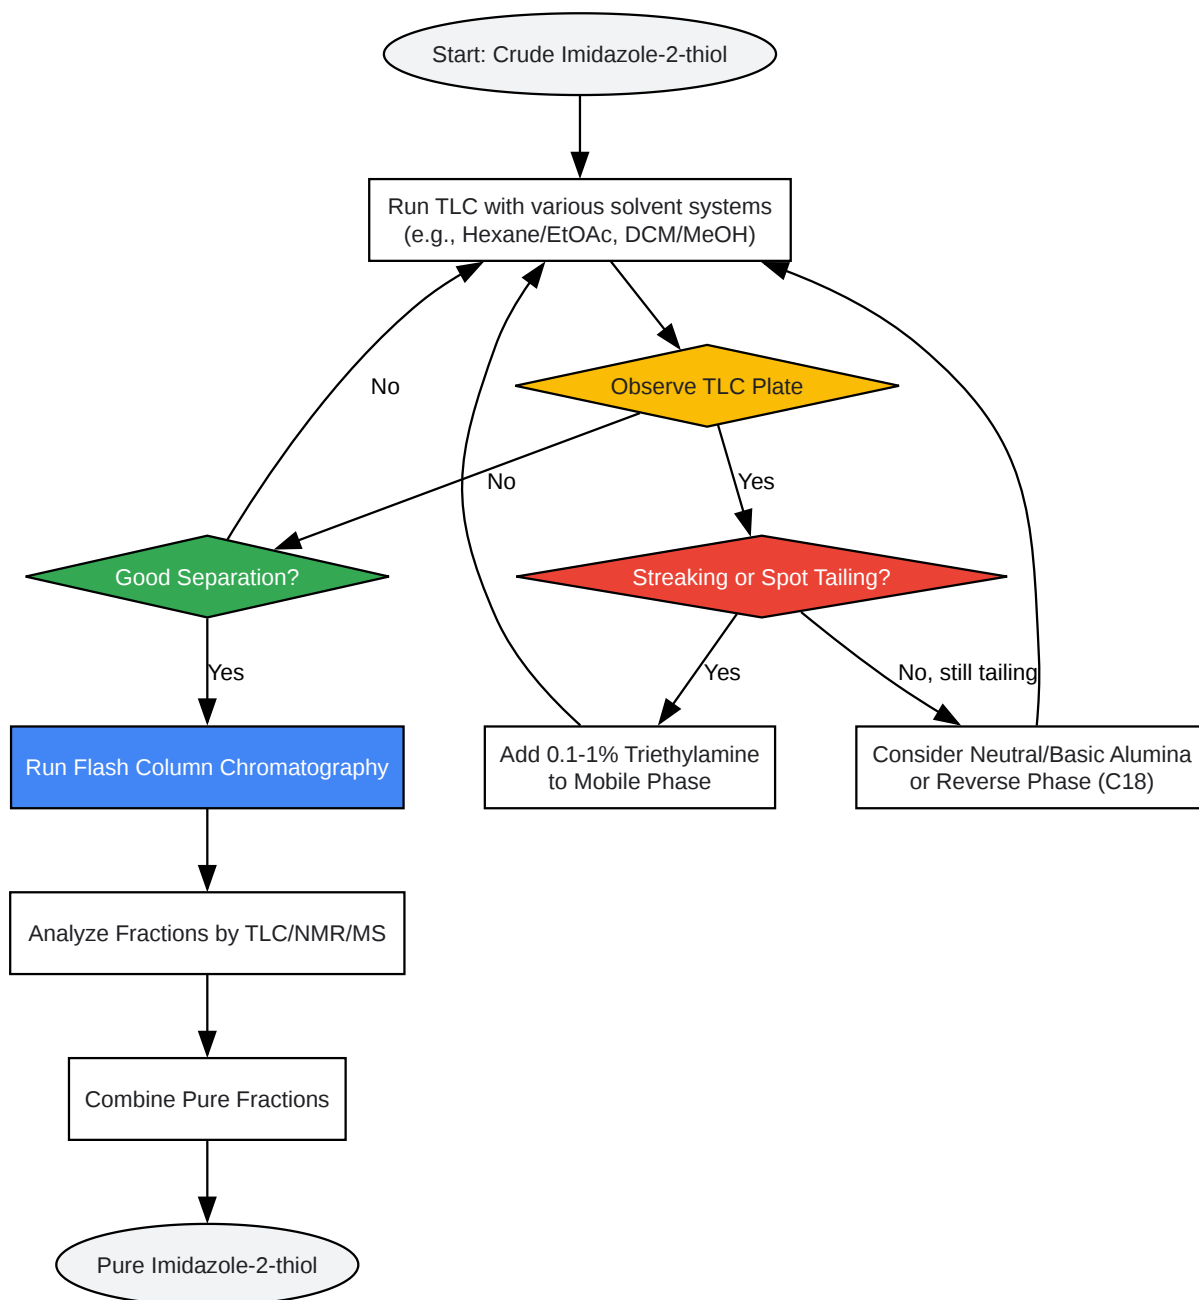 Start: Crude Imidazole-2-thiol
Run TLC with various solvent systems
(e.g., Hexane/EtOAc, DCM/MeOH)
No
Observe TLC Plate
No
Yes
Good Separation?
Streaking or Spot Tailing?
Yes
Yes
No, still tailing
Run Flash Column Chromatography
Add 0.1-1% Triethylamine
to Mobile Phase
Consider Neutral/Basic Alumina
or Reverse Phase (C18)
Analyze Fractions by TLC/NMR/MS
Combine Pure Fractions
Pure Imidazole-2-thiol